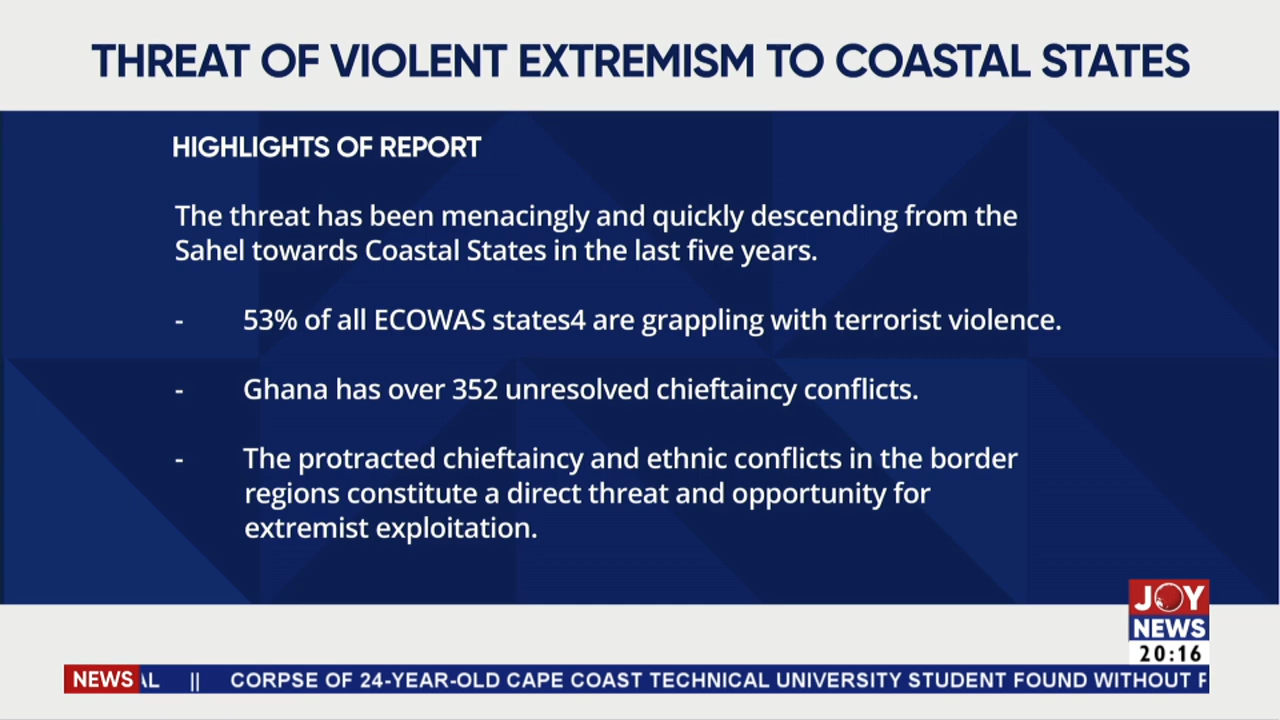 THREAT OF VIOLENT EXTREMISM TO COASTAL STATES
HIGHLIGHTS OF REPORT
The threat has been menacingly and quickly descending from the
Sahel towards Coastal States in the last five years.
- 53% of all ECOWAS states4 are grappling with terrorist violence.
- Ghana has over 352 unresolved chieftaincy conflicts.
- The protracted chieftaincy and ethnic conflicts in the border
regions constitute a direct threat and opportunity for
extremist exploitation.
JOY
NEWS
20:16
NEWS AL || CORPSE OF 24-YEAR-OLD CAPE COAST TECHNICAL UNIVERSITY STUDENT FOUND WITHOUT